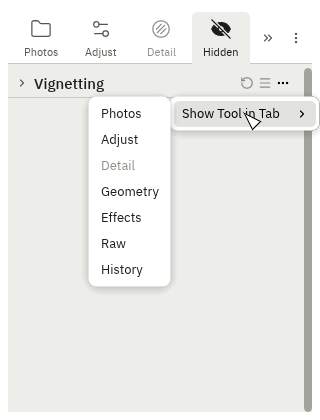 Photos Adjust Detail Hidden
Vignetting
Show Tool in Tab
Photos
Adjust
Detail
Geometry
Effects
Raw
History